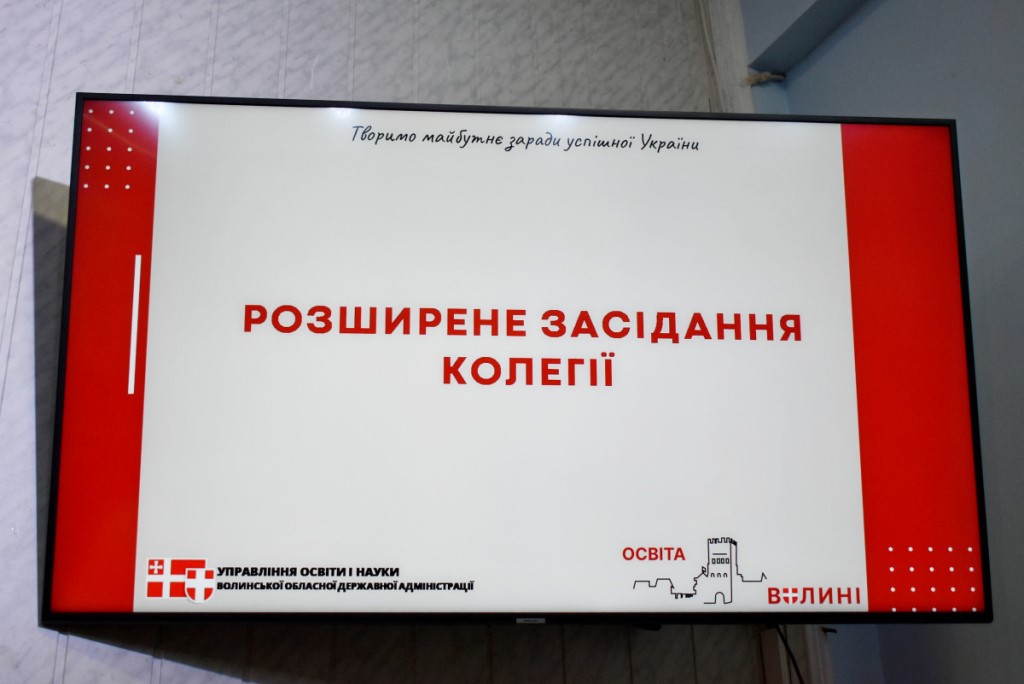 Творимо майбутнє заради успішної України
РОЗШИРЕНЕ ЗАСІДАННЯ
КОЛЕГІЇ
УПРАВЛІННЯ ОСВІТИ І НАУКИ
ВОЛИНСЬКОЇ ОБЛАСНОЇ ДЕРЖАВНОЇ АДМІНІСТРАЦІЇ
ОСВІТА
ВОЛИНІ